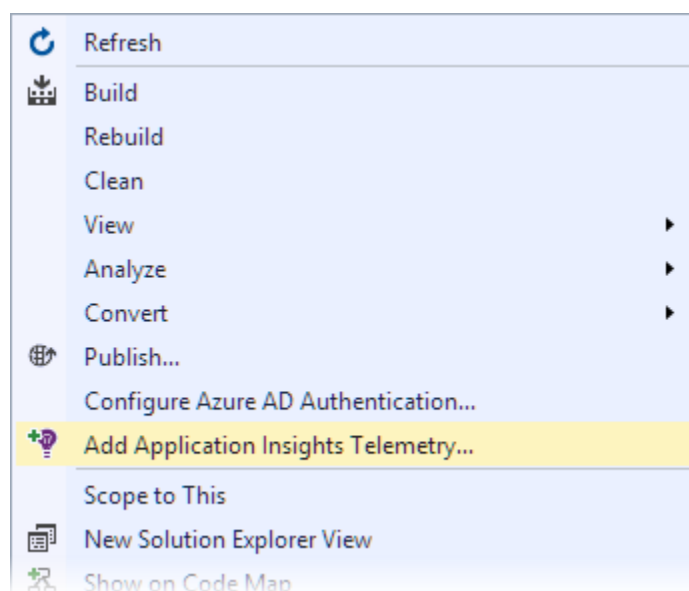 Refresh
Build
Rebuild
Clean
View
Analyze
Convert
Publish...
Configure Azure AD Authentication...
Add Application Insights Telemetry...
Scope to This
New Solution Explorer View
Show on Code Map